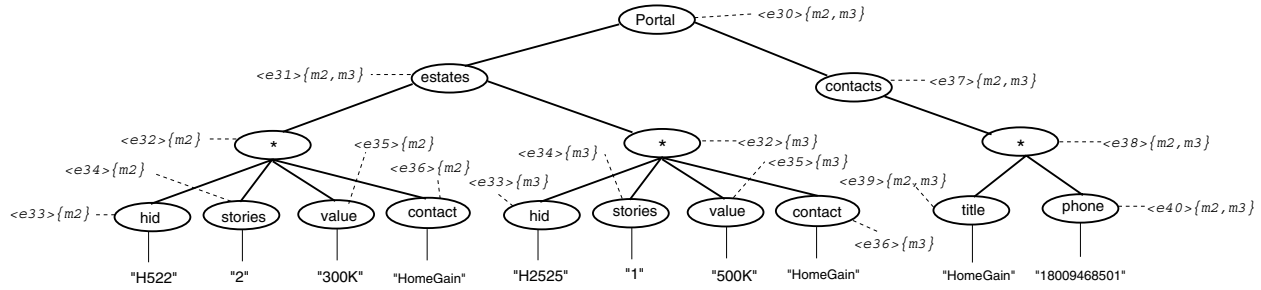 Portal <e30>{m2,m3}
<e31>{m2,m3} estates contacts <e37>{m2,m3}
<e32>{m2} * <e35>{m2} <e34>{m3} * <e32>{m3} * <e38>{m2,m3}
<e34>{m2} <e36>{m2} <e33>{m3} <e35>{m3} <e39>{m2,m3}
<e33>{m2} hid stories value contact hid stories value contact title phone <e40>{m2,m3}
<e36>{m3}
"H522" "2" "300K" "HomeGain" "H2525" "1" "500K" "HomeGain" "HomeGain" "18009468501"